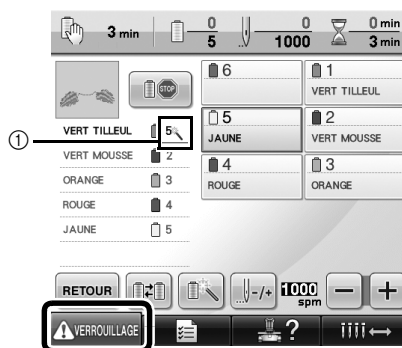 3 min 0 5 0 1000 0 min 3 min
6
1 VERT TILLEUL
STOP
① VERT TILLEUL 5
5 JAUNE
2 VERT MOUSSE
VERT MOUSSE 2
ORANGE 3
4 ROUGE
3 ORANGE
ROUGE 4
JAUNE 5
RETOUR -/+ 1000 spm − +
VERROUILLAGE ?